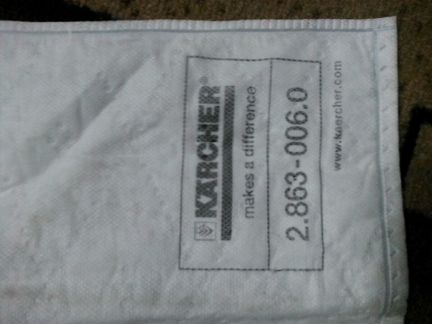 KÄRCHER®
makes a difference
2.863-006.0
www.kaercher.com